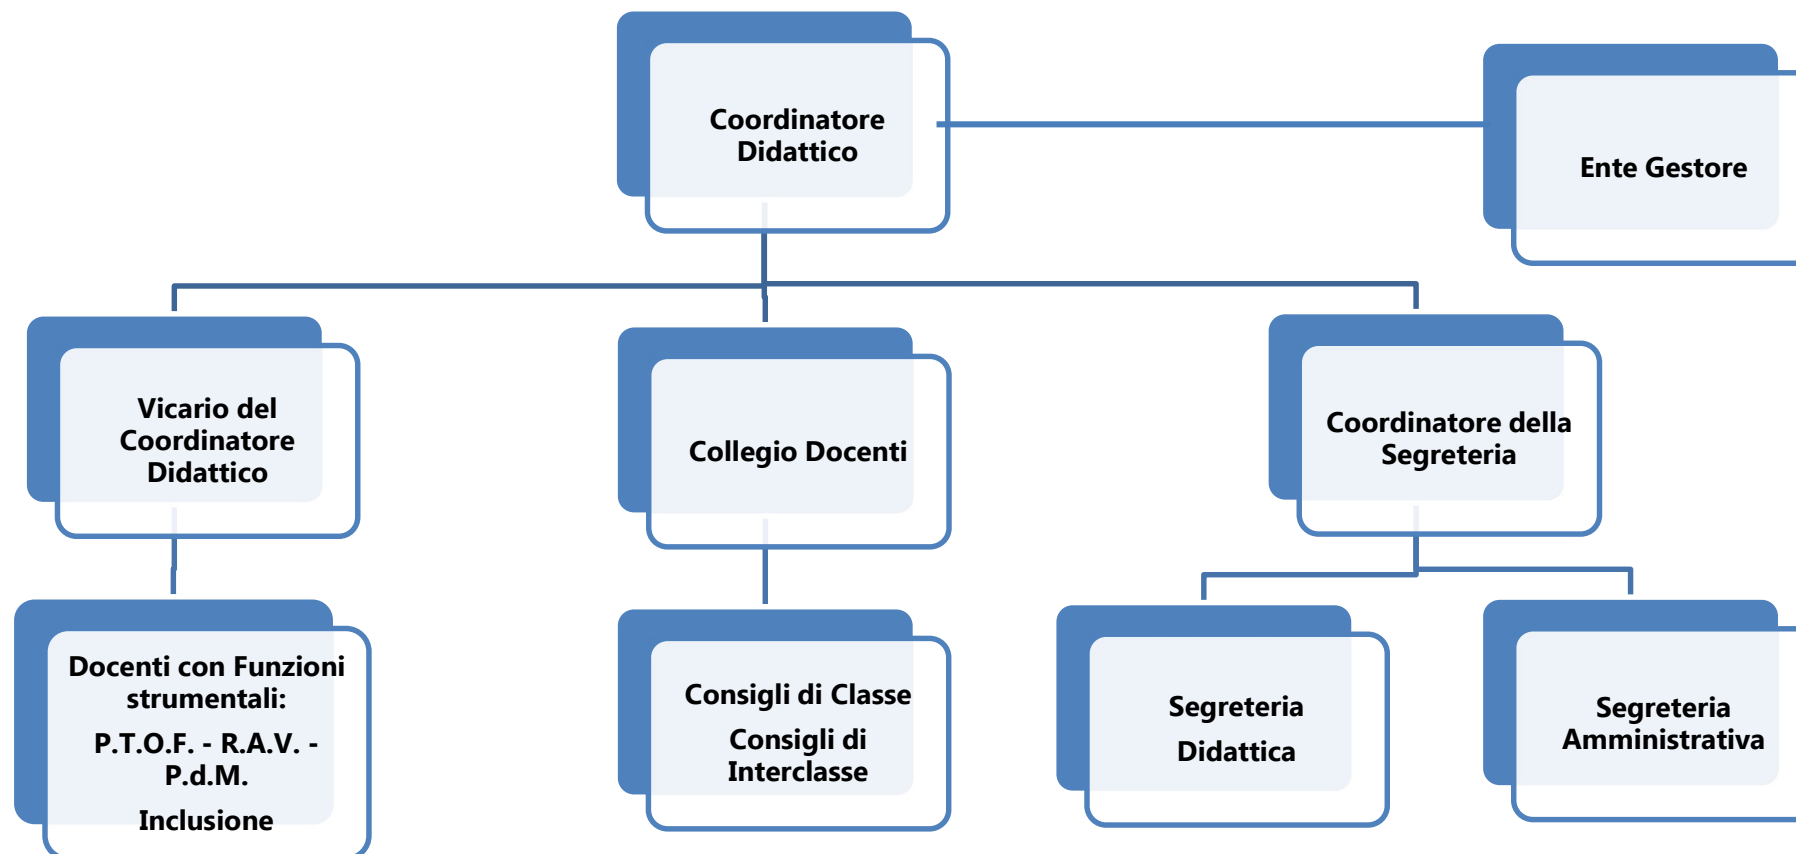 Coordinatore
Didattico
Ente Gestore
Vicario del
Coordinatore
Didattico
Collegio Docenti
Coordinatore della
Segreteria
Docenti con Funzioni
strumentali:
P.T.O.F. - R.A.V. -
P.d.M.
Inclusione
Consigli di Classe
Consigli di
Interclasse
Segreteria
Didattica
Segreteria
Amministrativa